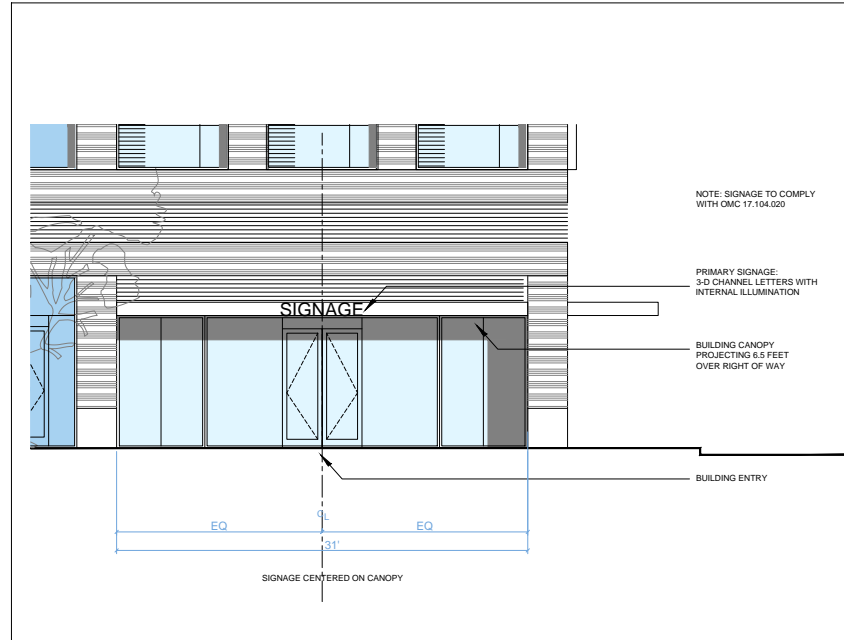 NOTE: SIGNAGE TO COMPLY
WITH OMC 17.104.020
PRIMARY SIGNAGE:
3-D CHANNEL LETTERS WITH
INTERNAL ILLUMINATION
SIGNAGE
BUILDING CANOPY
PROJECTING 6.5 FEET
OVER RIGHT OF WAY
BUILDING ENTRY
CL
EQ EQ
31'
SIGNAGE CENTERED ON CANOPY